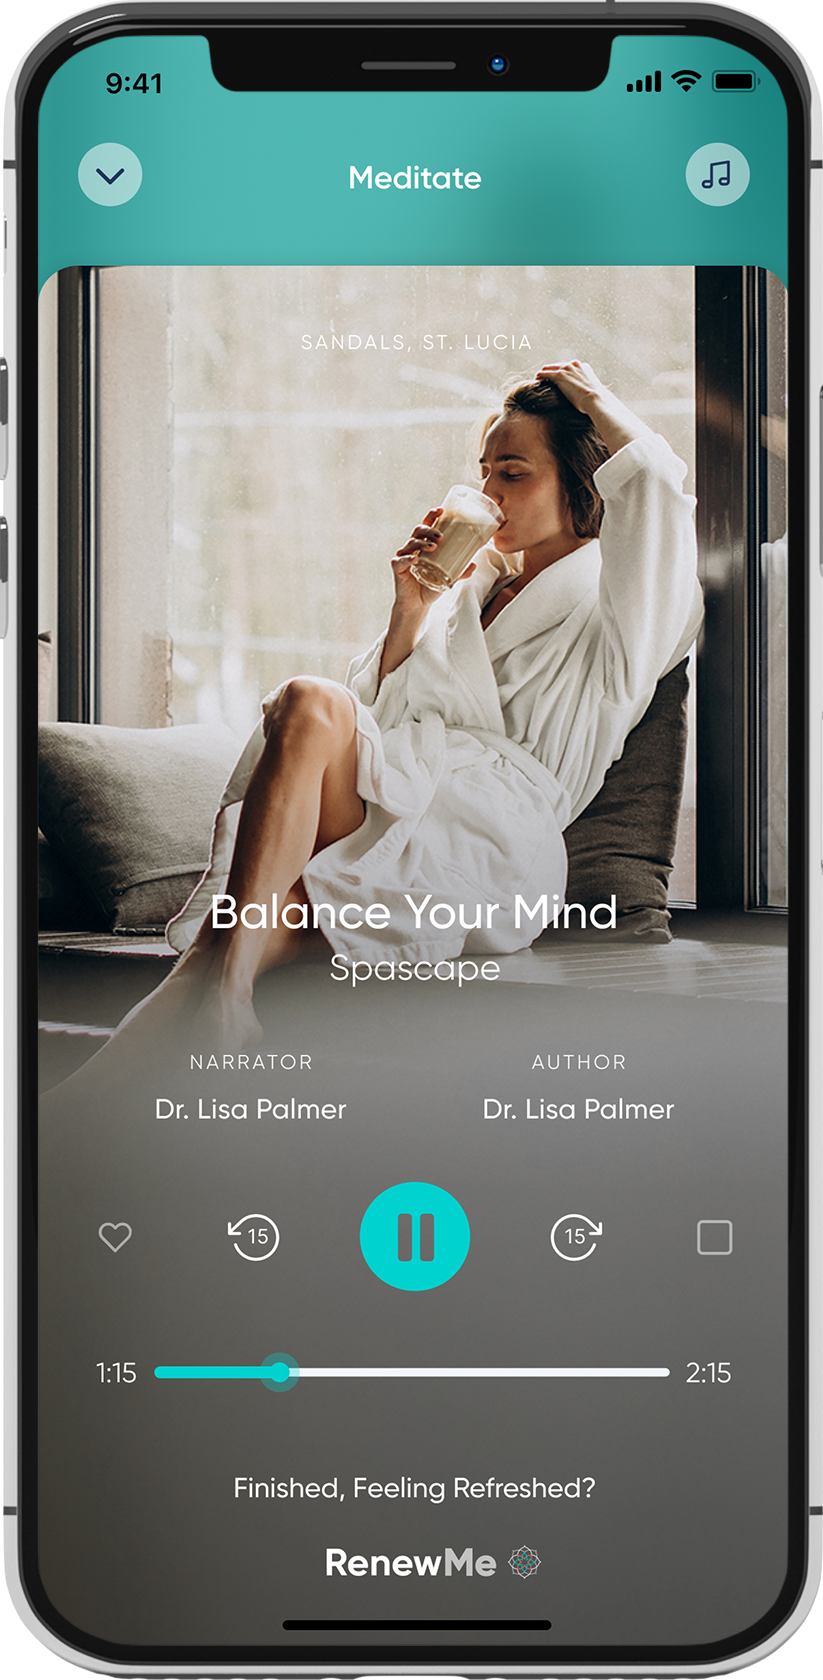 9:41
Meditate
SANDALS, ST. LUCIA
Balance Your Mind
Spascape
NARRATOR
AUTHOR
Dr. Lisa Palmer
Dr. Lisa Palmer
15
15
1:15
2:15
Finished, Feeling Refreshed?
RenewMe